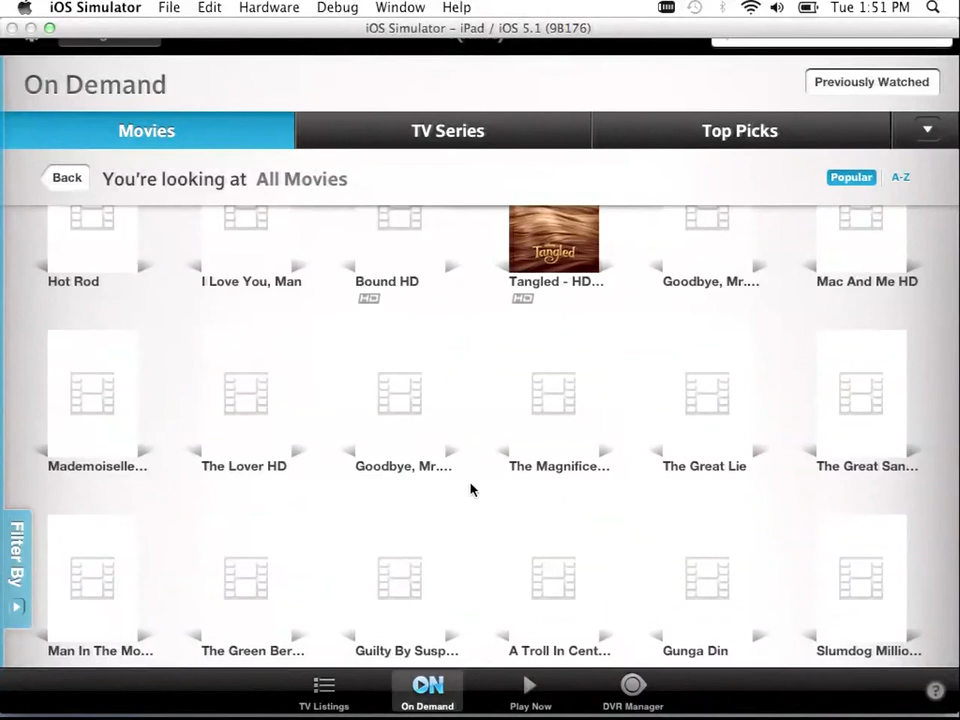 iOS Simulator File Edit Hardware Debug Window Help Tue 1:51 PM
iOS Simulator – iPad / iOS 5.1 (9B176)
On Demand Previously Watched
Movies TV Series Top Picks
Back You're looking at All Movies Popular A-Z
Tangled
Hot Rod I Love You, Man Bound HD Tangled - HD... Goodbye, Mr.... Mac And Me HD
HD HD
Mademoiselle... The Lover HD Goodbye, Mr.... The Magnifice... The Great Lie The Great San...
Filter By
Man In The Mo... The Green Ber... Guilty By Susp... A Troll In Cent... Gunga Din Slumdog Millio...
ON
TV Listings On Demand Play Now DVR Manager ?